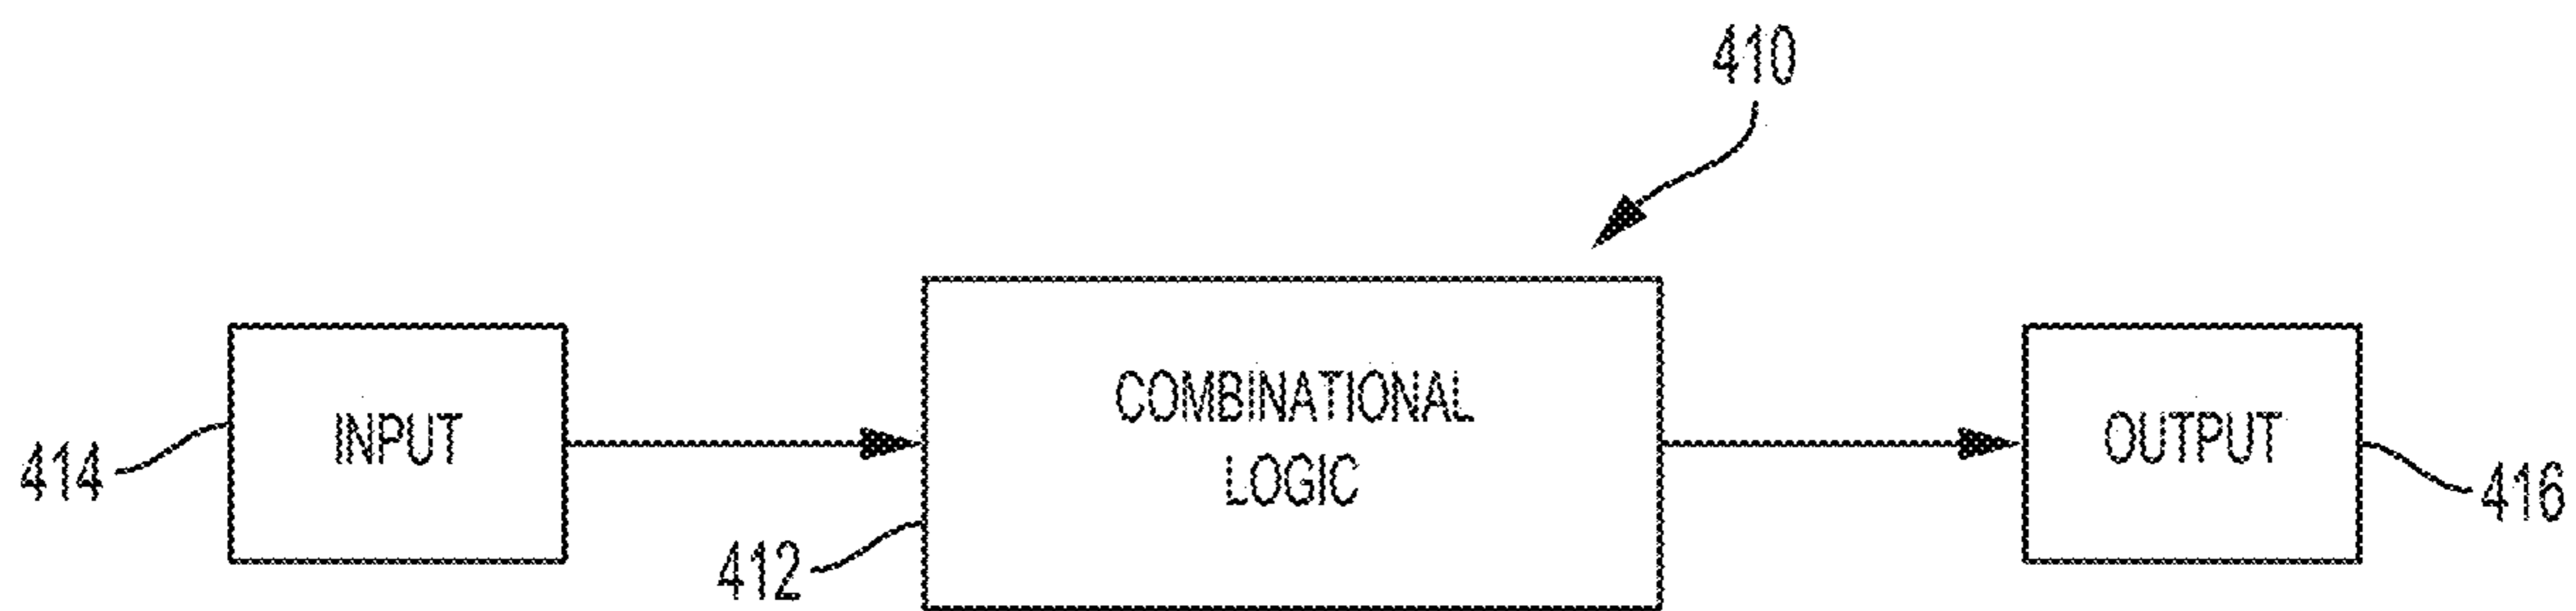 410
INPUT
COMBINATIONAL
LOGIC
OUTPUT
414
412
416